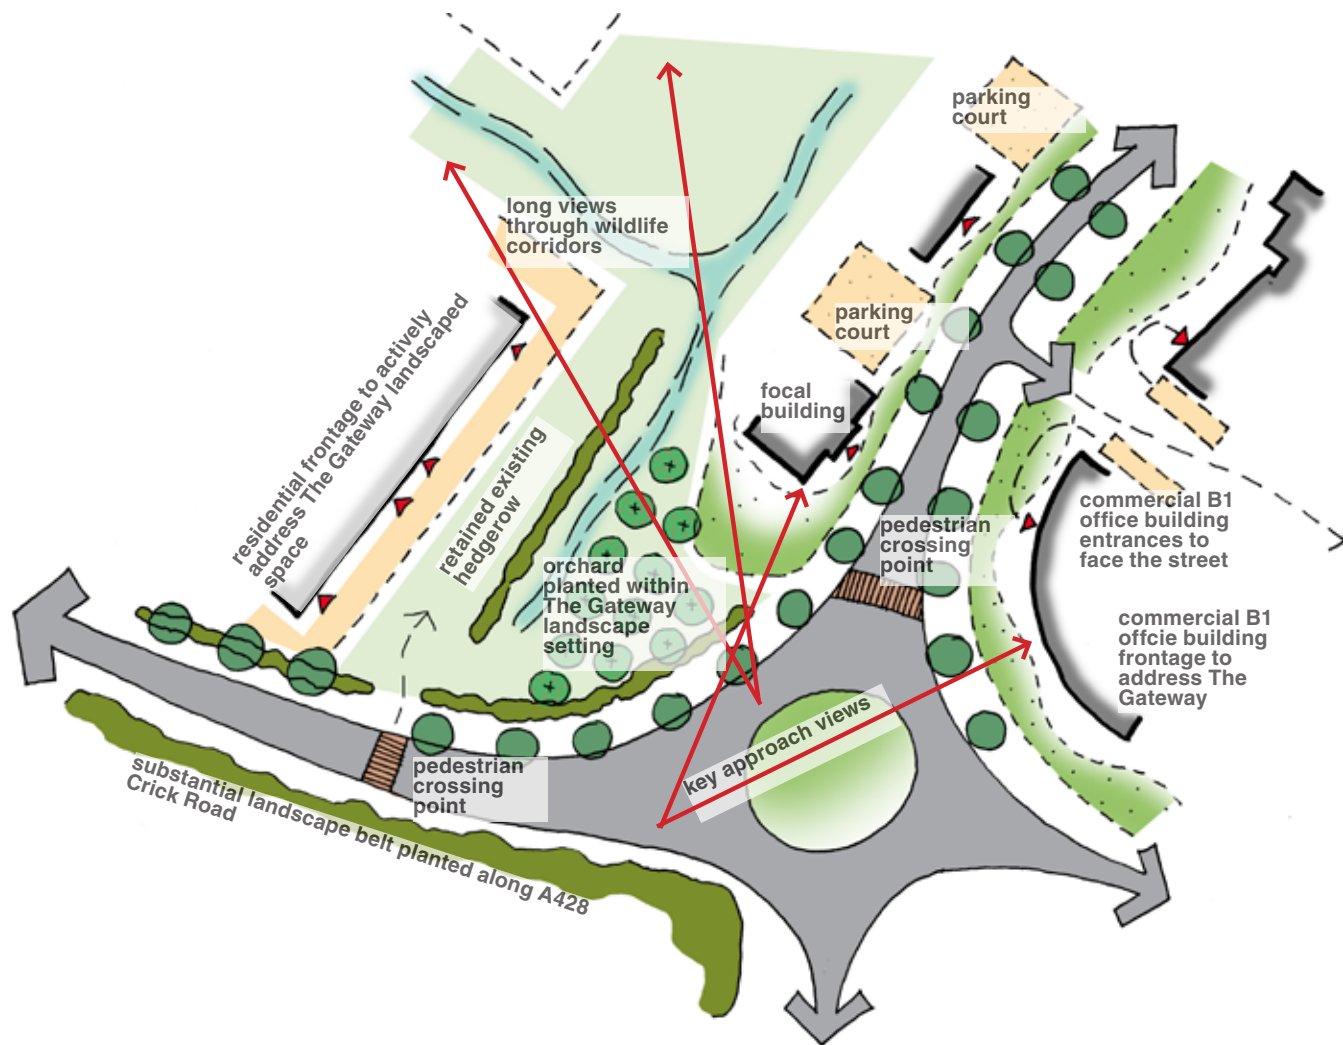 parking
court
long views
through wildlife
corridors
parking
court
residential frontage to actively
address The Gateway landscaped
space
focal
building
retained existing
hedgerow
commercial B1
office building
entrances to
face the street
pedestrian
crossing
point
orchard
planted within
The Gateway
landscape
setting
commercial B1
offcie building
frontage to
address The
Gateway
key approach views
pedestrian
crossing
point
substantial landscape belt planted along A428
Crick Road